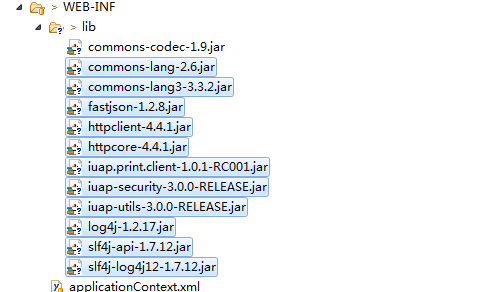 > WEB-INF
> lib
commons-codec-1.9.jar
commons-lang-2.6.jar
commons-lang3-3.3.2.jar
fastjson-1.2.8.jar
httpclient-4.4.1.jar
httpcore-4.4.1.jar
iuap.print.client-1.0.1-RC001.jar
iuap-security-3.0.0-RELEASE.jar
iuap-utils-3.0.0-RELEASE.jar
log4j-1.2.17.jar
slf4j-api-1.7.12.jar
slf4j-log4j12-1.7.12.jar
applicationContext.xml